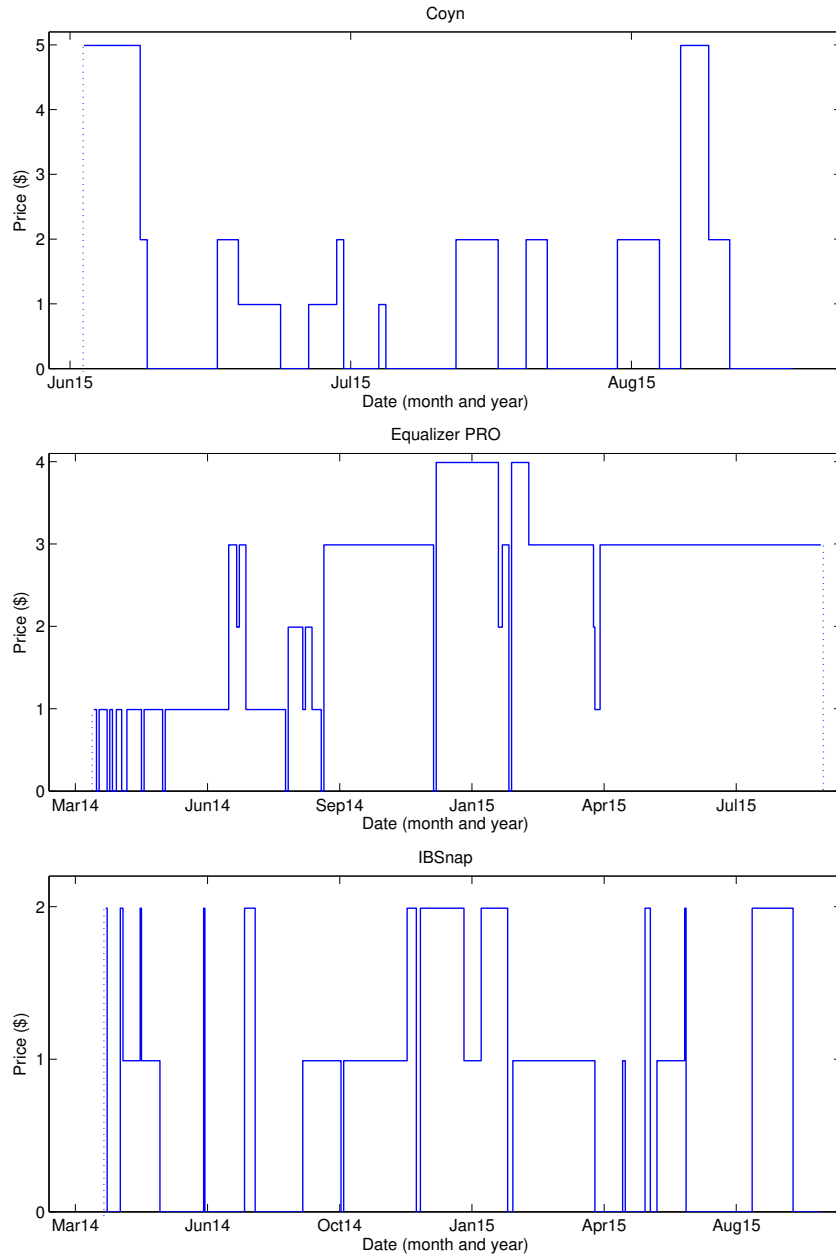 Coyn
5
4
3
2
1
0
Price ($)
Jun15 Jul15 Aug15
Date (month and year)
Equalizer PRO
4
3
2
1
0
Price ($)
Mar14 Jun14 Sep14 Jan15 Apr15 Jul15
Date (month and year)
IBSnap
2
1
0
Price ($)
Mar14 Jun14 Oct14 Jan15 Apr15 Aug15
Date (month and year)